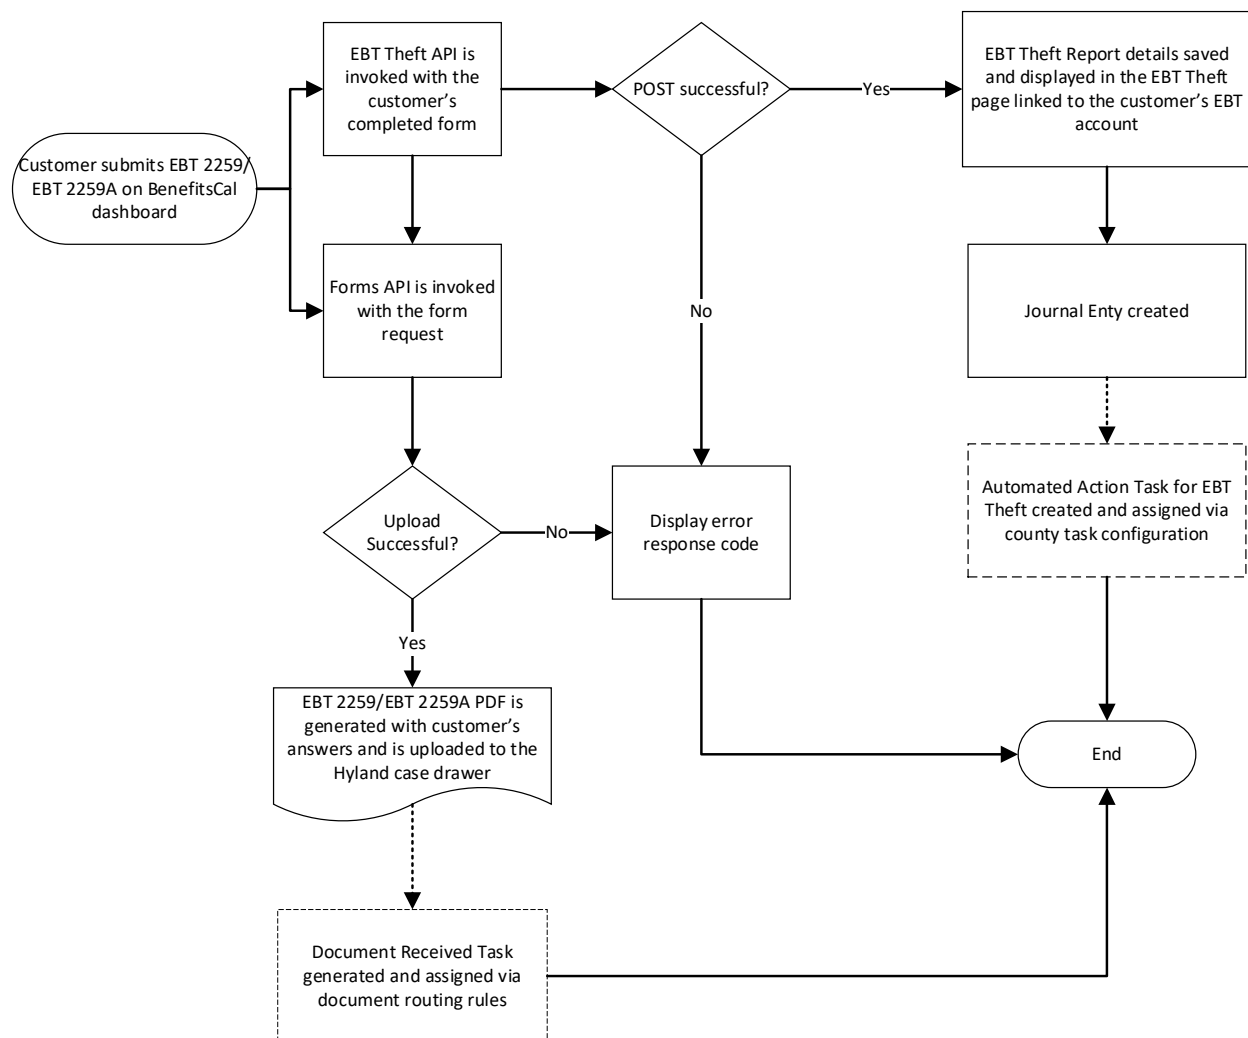 Customer submits EBT 2259/
EBT 2259A on BenefitsCal
dashboard
EBT Theft API is
invoked with the
customer’s
completed form
POST successful?
Yes
EBT Theft Report details saved
and displayed in the EBT Theft
page linked to the customer’s EBT
account
Forms API is invoked
with the form
request
No
Journal Enty created
Upload
Successful?
No
Display error
response code
Automated Action Task for EBT
Theft created and assigned via
county task configuration
Yes
EBT 2259/EBT 2259A PDF is
generated with customer’s
answers and is uploaded to the
Hyland case drawer
End
Document Received Task
generated and assigned via
document routing rules